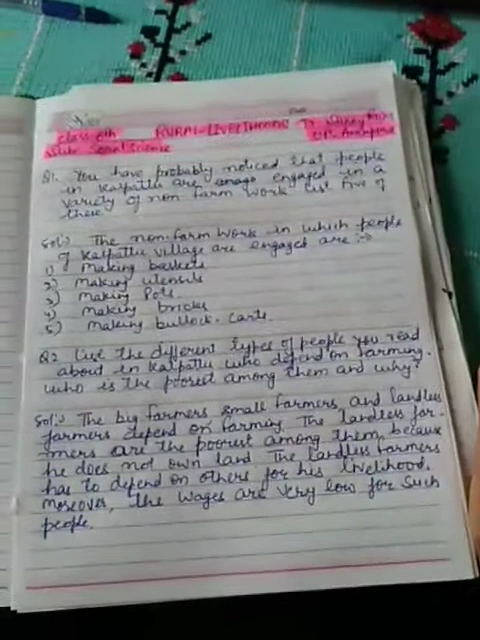 No.
Date
Class-6th RURAL-LIVELIHOODS
Sub:- Social Science
Q1. You have probably noticed that people
in Kalpattu are engaged in a
variety of non farm work List five of
these
Sol:) The non-farm work in which people
of Kalpattu village are engaged are :->
1) Making baskets
2) Making utensils
3) Making Pots.
4) Making bricks
5) Making bullock-carts.
Q2 List the different types of people you read
about in Kalpattu who depend on farming.
Who is the poorest among them and why?
Sol:) The big farmers small farmers and landless
farmers depend on farming. The landless far-
mers are the poorest among them because
he does not own land The landless farmers
has to depend on others for his livelihood.
Moreover, the wages are very low for such
people.